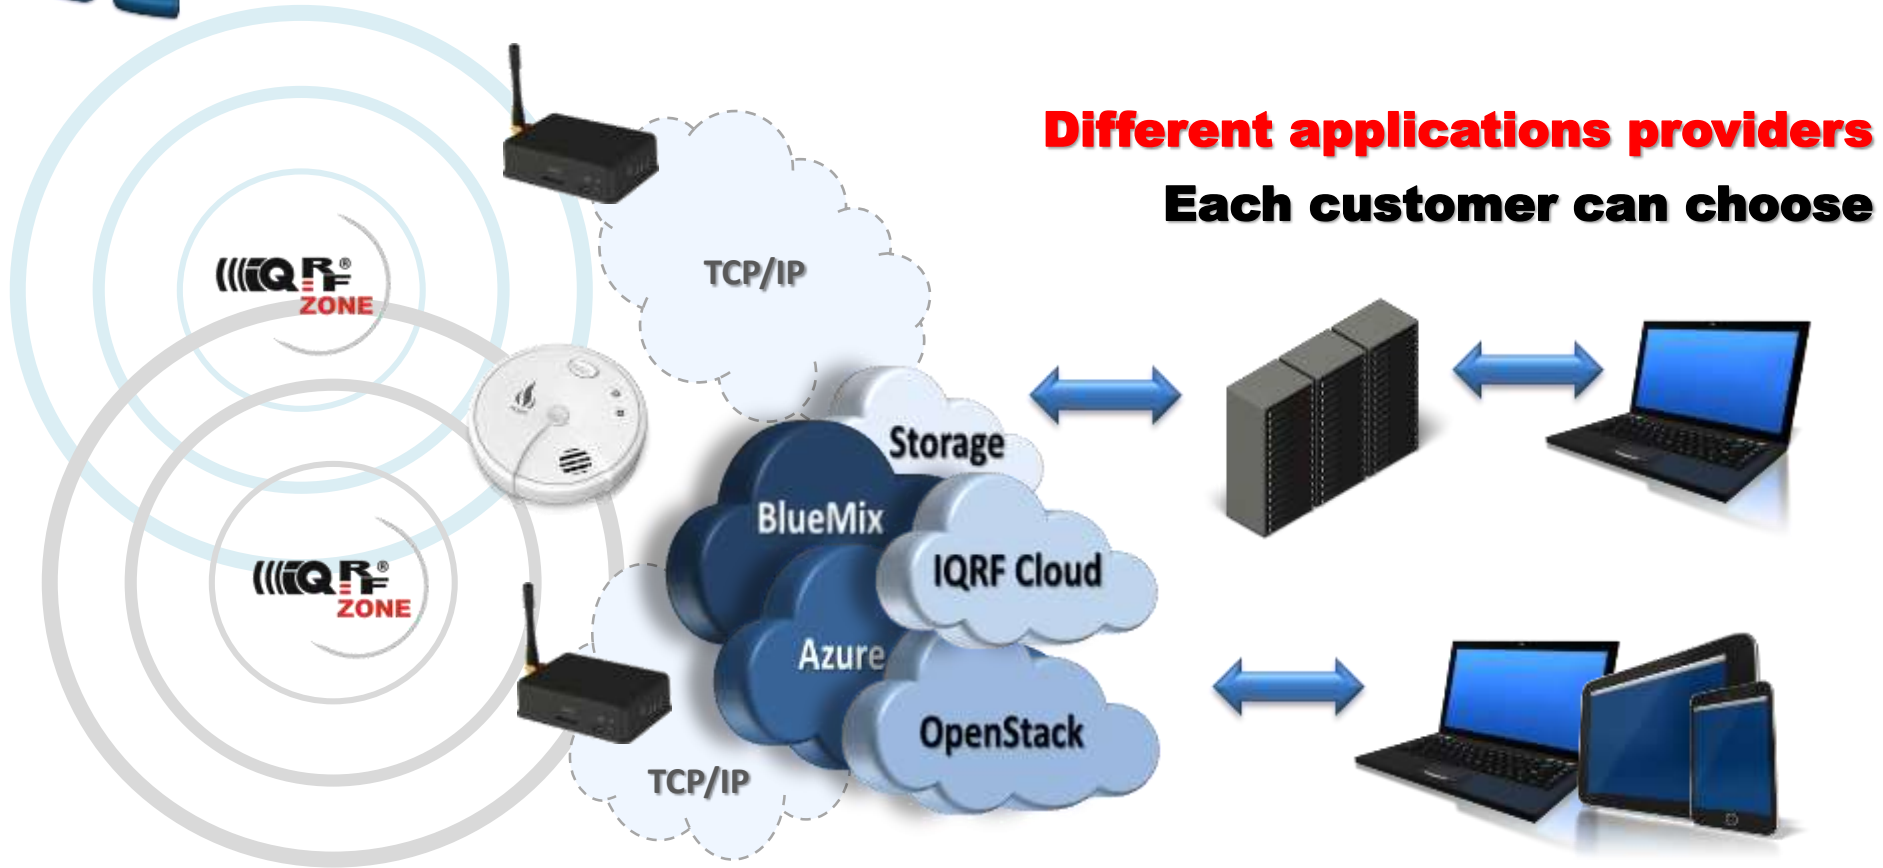 Different applications providers
Each customer can choose
IQRF®
ZONE
TCP/IP
Storage
BlueMix
IQRF Cloud
IQRF®
ZONE
Azure
OpenStack
TCP/IP